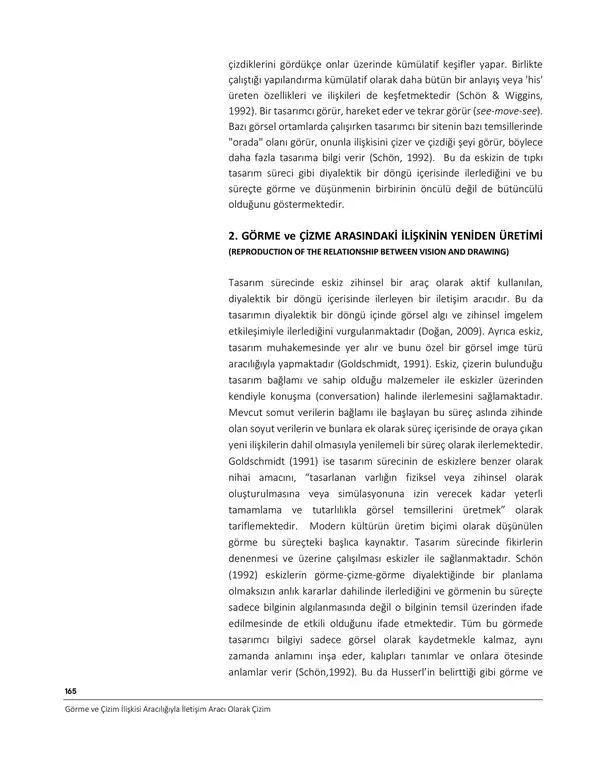 çizdiklerini gördükçe onlar üzerinde kümülatif keşifler yapar. Birlikte
çalıştığı yapılandırma kümülatif olarak daha bütün bir anlayış veya 'his'
üreten özellikleri ve ilişkileri de keşfetmektedir (Schön & Wiggins,
1992). Bir tasarımcı görür, hareket eder ve tekrar görür (see-move-see).
Bazı görsel ortamlarda çalışırken tasarımcı bir sitenin bazı temsillerinde
"orada" olanı görür, onunla ilişkisini çizer ve çizdiği şeyi görür, böylece
daha fazla tasarıma bilgi verir (Schön, 1992). Bu da eskizin de tıpkı
tasarım süreci gibi diyalektik bir döngü içerisinde ilerlediğini ve bu
süreçte görme ve düşünmenin birbirinin öncülü değil de bütüncülü
olduğunu göstermektedir.
2. GÖRME ve ÇİZME ARASINDAKİ İLİŞKİNİN YENİDEN ÜRETİMİ
(REPRODUCTION OF THE RELATIONSHIP BETWEEN VISION AND DRAWING)
Tasarım sürecinde eskiz zihinsel bir araç olarak aktif kullanılan,
diyalektik bir döngü içerisinde ilerleyen bir iletişim aracıdır. Bu da
tasarımın diyalektik bir döngü içinde görsel algı ve zihinsel imgelem
etkileşimiyle ilerlediğini vurgulanmaktadır (Doğan, 2009). Ayrıca eskiz,
tasarım muhakemesinde yer alır ve bunu özel bir görsel imge türü
aracılığıyla yapmaktadır (Goldschmidt, 1991). Eskiz, çizerin bulunduğu
tasarım bağlamı ve sahip olduğu malzemeler ile eskizler üzerinden
kendiyle konuşma (conversation) halinde ilerlemesini sağlamaktadır.
Mevcut somut verilerin bağlamı ile başlayan bu süreç aslında zihinde
olan soyut verilerin ve bunlara ek olarak süreç içerisinde de oraya çıkan
yeni ilişkilerin dahil olmasıyla yenilemeli bir süreç olarak ilerlemektedir.
Goldschmidt (1991) ise tasarım sürecinin de eskizlere benzer olarak
nihai amacını, “tasarlanan varlığın fiziksel veya zihinsel olarak
oluşturulmasına veya simülasyonuna izin verecek kadar yeterli
tamamlama ve tutarlılıkla görsel temsillerini üretmek” olarak
tariflemektedir. Modern kültürün üretim biçimi olarak düşünülen
görme bu süreçteki başlıca kaynaktır. Tasarım sürecinde fikirlerin
denenmesi ve üzerine çalışılması eskizler ile sağlanmaktadır. Schön
(1992) eskizlerin görme-çizme-görme diyalektiğinde bir planlama
olmaksızın anlık kararlar dahilinde ilerlediğini ve görmenin bu süreçte
sadece bilginin algılanmasında değil o bilginin temsil üzerinden ifade
edilmesinde de etkili olduğunu ifade etmektedir. Tüm bu görmede
tasarımcı bilgiyi sadece görsel olarak kaydetmekle kalmaz, aynı
zamanda anlamını inşa eder, kalıpları tanımlar ve onlara ötesinde
anlamlar verir (Schön,1992). Bu da Husserl’in belirttiği gibi görme ve
165
Görme ve Çizim İlişkisi Aracılığıyla İletişim Aracı Olarak Çizim